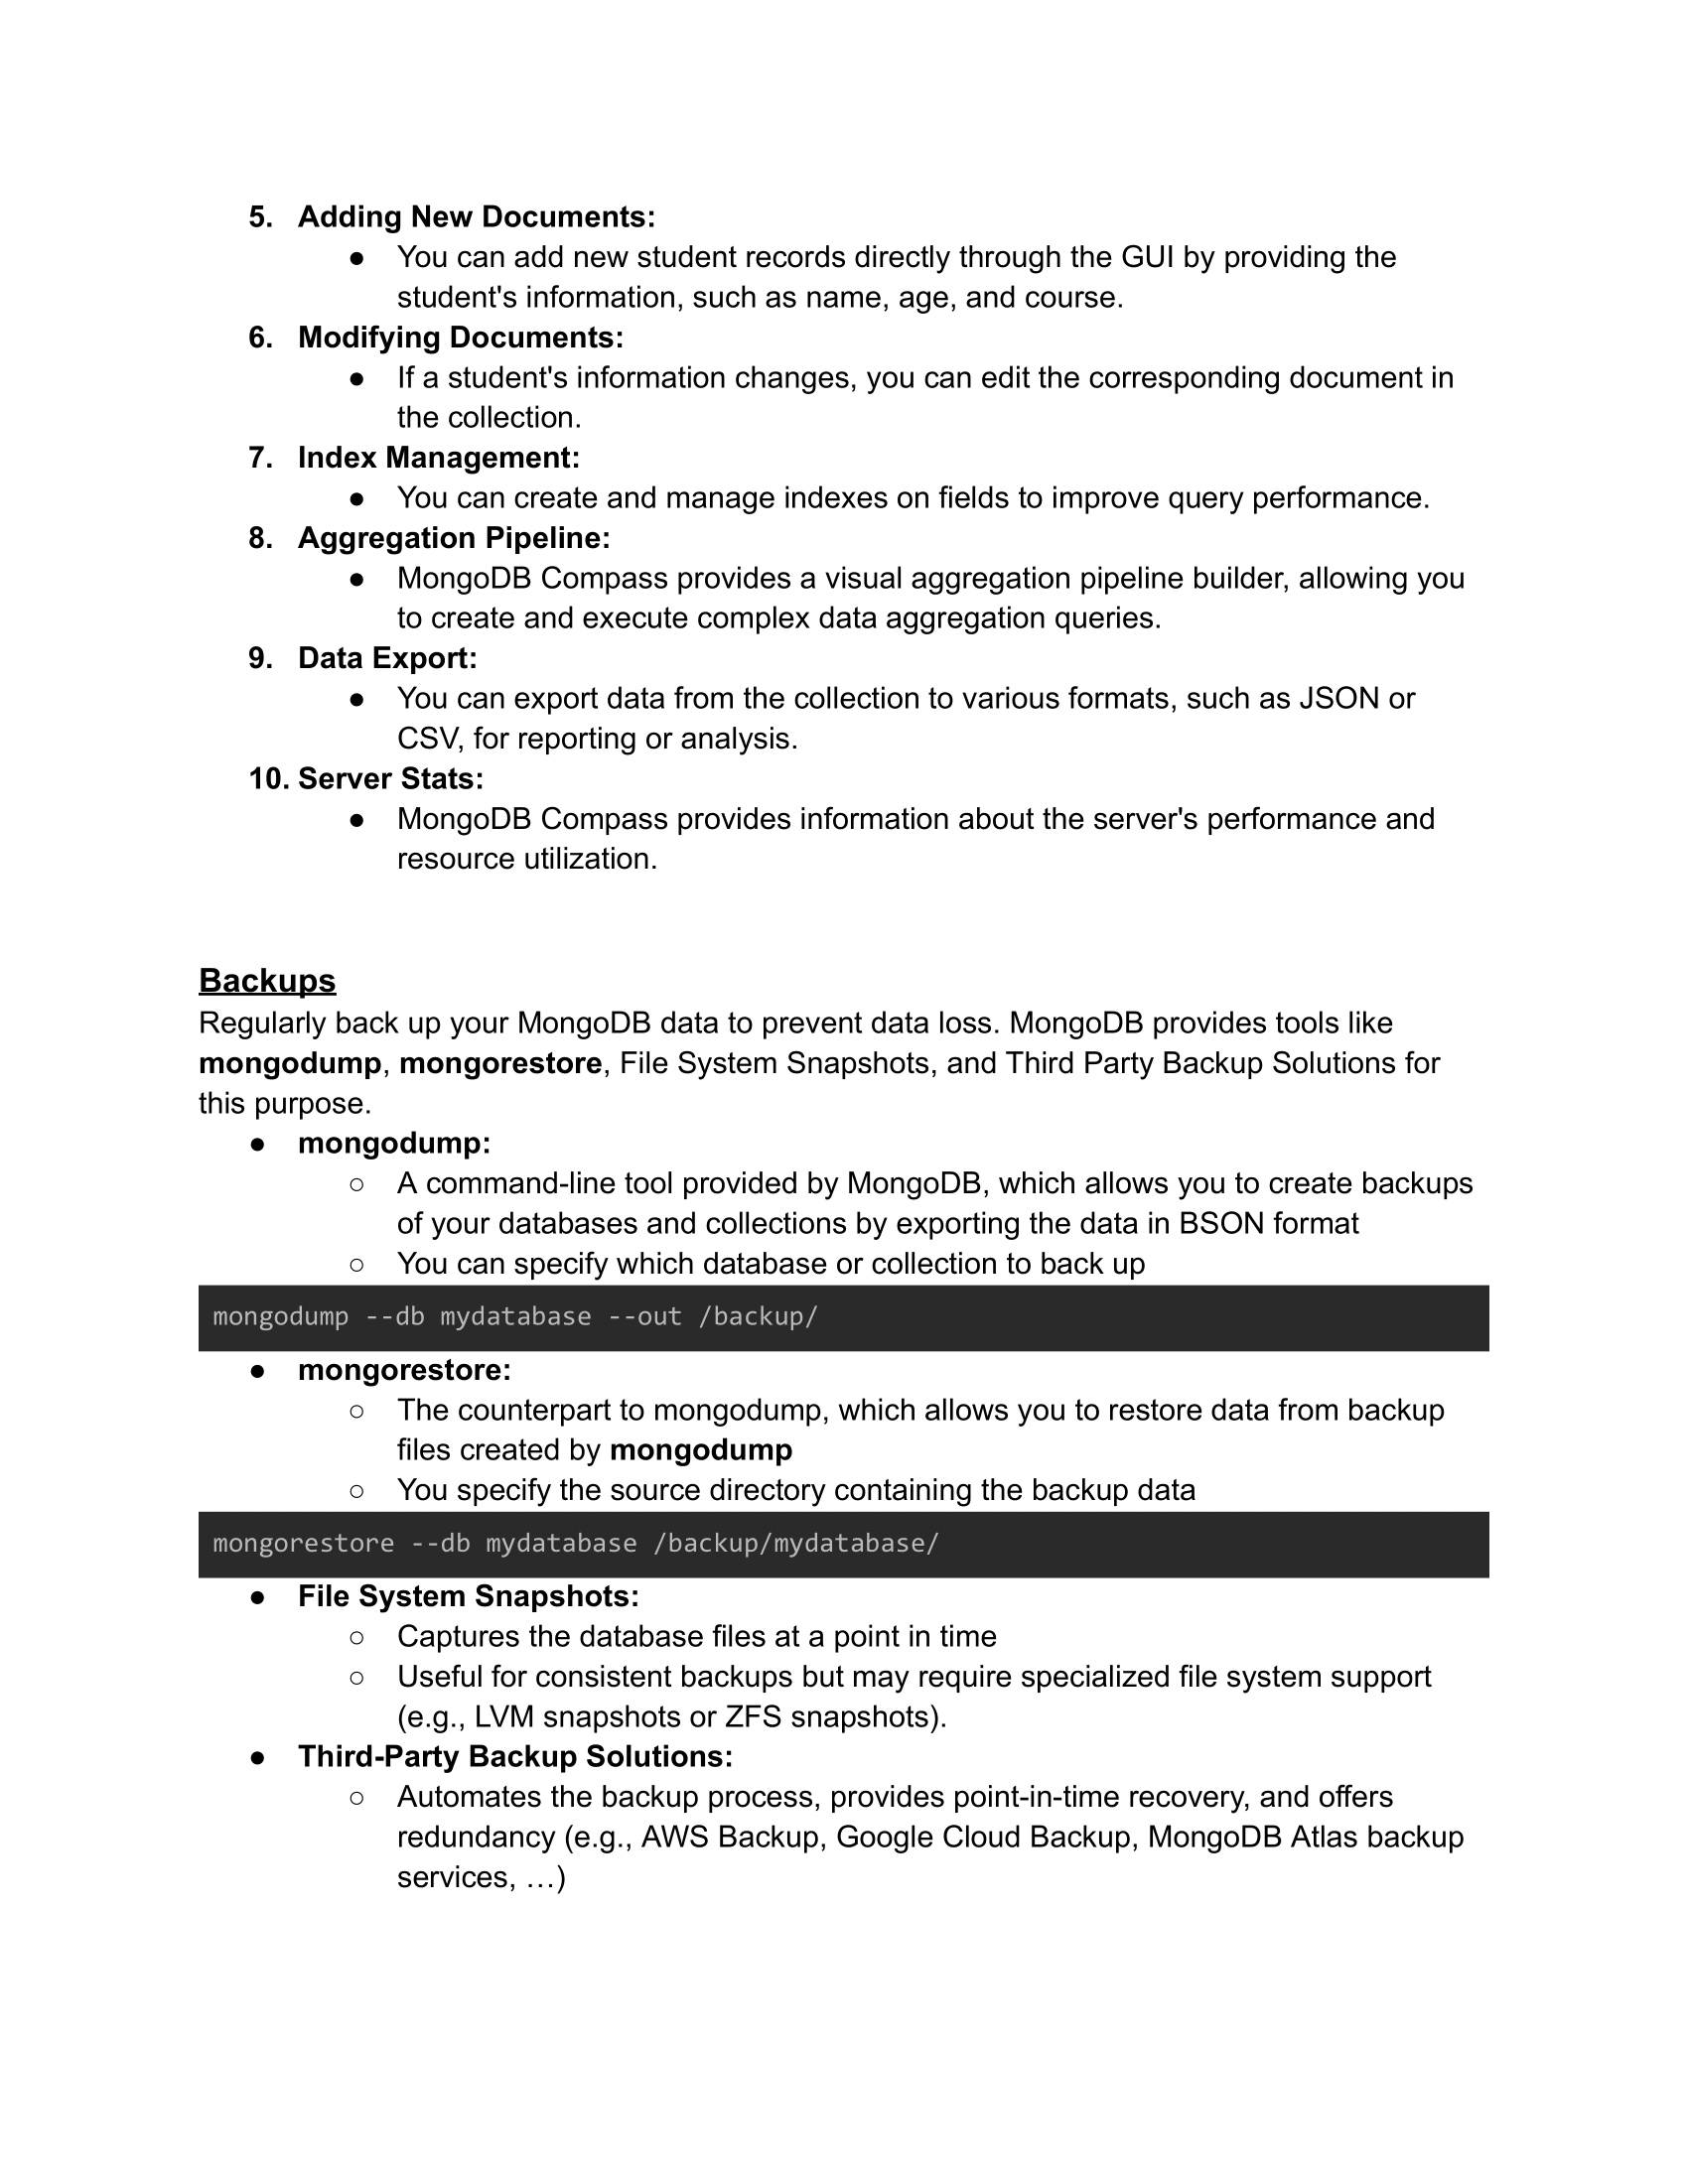 5. Adding New Documents:
● You can add new student records directly through the GUI by providing the
student's information, such as name, age, and course.
6. Modifying Documents:
● If a student's information changes, you can edit the corresponding document in
the collection.
7. Index Management:
● You can create and manage indexes on fields to improve query performance.
8. Aggregation Pipeline:
● MongoDB Compass provides a visual aggregation pipeline builder, allowing you
to create and execute complex data aggregation queries.
9. Data Export:
● You can export data from the collection to various formats, such as JSON or
CSV, for reporting or analysis.
10. Server Stats:
● MongoDB Compass provides information about the server's performance and
resource utilization.
Backups
Regularly back up your MongoDB data to prevent data loss. MongoDB provides tools like
mongodump, mongorestore, File System Snapshots, and Third Party Backup Solutions for
this purpose.
● mongodump:
○ A command-line tool provided by MongoDB, which allows you to create backups
of your databases and collections by exporting the data in BSON format
○ You can specify which database or collection to back up
mongodump --db mydatabase --out /backup/
● mongorestore:
○ The counterpart to mongodump, which allows you to restore data from backup
files created by mongodump
○ You specify the source directory containing the backup data
mongorestore --db mydatabase /backup/mydatabase/
● File System Snapshots:
○ Captures the database files at a point in time
○ Useful for consistent backups but may require specialized file system support
(e.g., LVM snapshots or ZFS snapshots).
● Third-Party Backup Solutions:
○ Automates the backup process, provides point-in-time recovery, and offers
redundancy (e.g., AWS Backup, Google Cloud Backup, MongoDB Atlas backup
services, …)